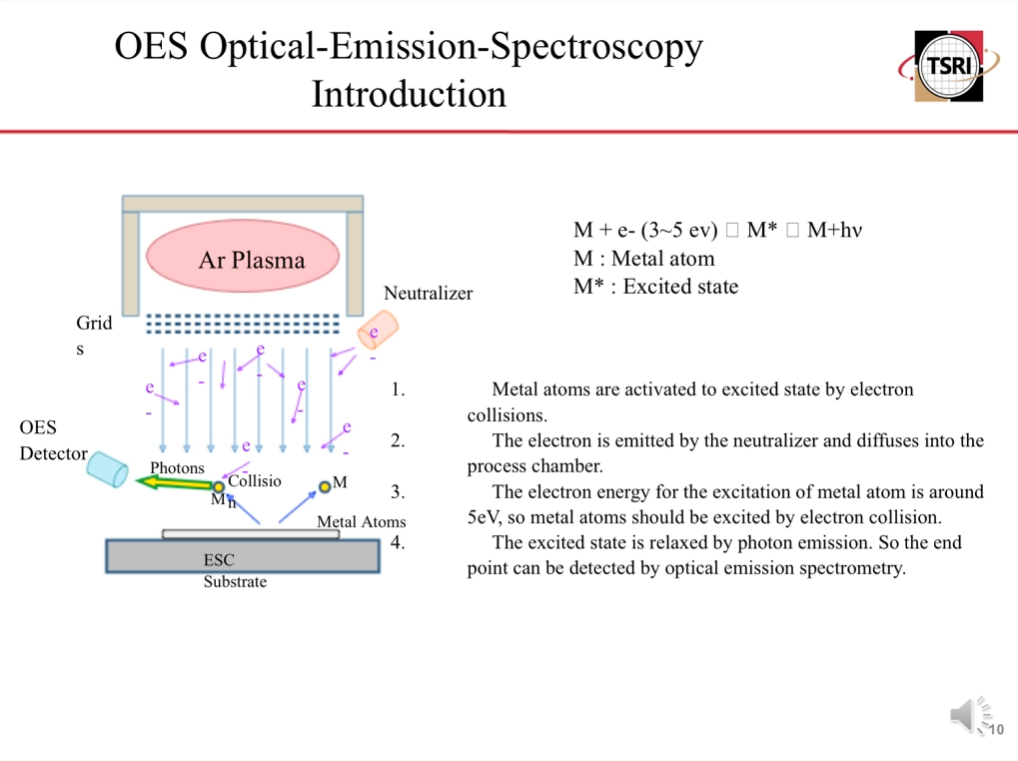 OES Optical-Emission-Spectroscopy
Introduction
TSRI
Ar Plasma
Neutralizer
Grid
s
e
-
e
-
e
-
e
-
e
-
e
-
e
-
OES
Detector
Photons
Collisio
n
M
M
Metal Atoms
ESC
Substrate
M + e- (3~5 ev) □ M* □ M+hν
M : Metal atom
M* : Excited state
1. Metal atoms are activated to excited state by electron
collisions.
2. The electron is emitted by the neutralizer and diffuses into the
process chamber.
3. The electron energy for the excitation of metal atom is around
5eV, so metal atoms should be excited by electron collision.
4. The excited state is relaxed by photon emission. So the end
point can be detected by optical emission spectrometry.
10